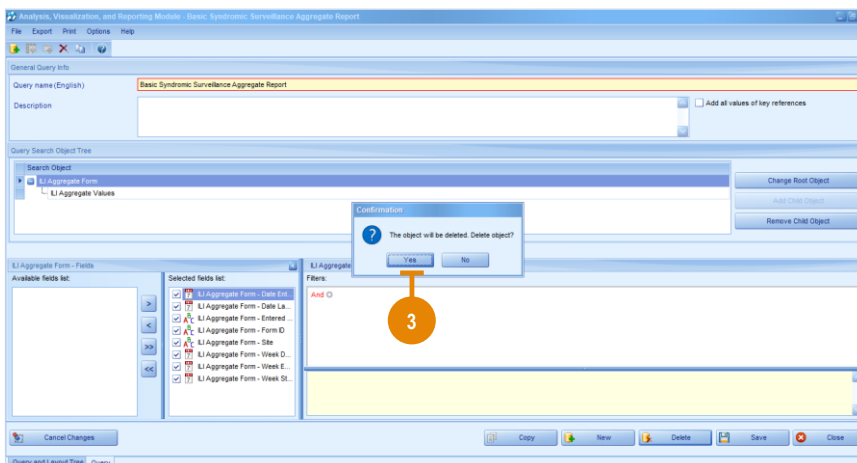 Analysis, Visualization, and Reporting Module - Basic Syndromic Surveillance Aggregate Report
File Export Print Options Help
General Query Info
Query name (English) Basic Syndromic Surveillance Aggregate Report
Description
Add all values of key references
Query Search Object Tree
Search Object
ILI Aggregate Form
ILI Aggregate Values
Change Root Object
Add Child Object
Remove Child Object
Confirmation
The object will be deleted. Delete object?
Yes No
3
ILI Aggregate Form - Fields
Available fields list:
>
<
>>
<<
Selected fields list:
ILI Aggregate Form - Date Ent...
ILI Aggregate Form - Date La...
ILI Aggregate Form - Entered ...
ILI Aggregate Form - Form ID
ILI Aggregate Form - Site
ILI Aggregate Form - Week D...
ILI Aggregate Form - Week E...
ILI Aggregate Form - Week St...
ILI Aggregate
Filters:
And
Cancel Changes Copy New Delete Save Close
Query and Layout Tree Query